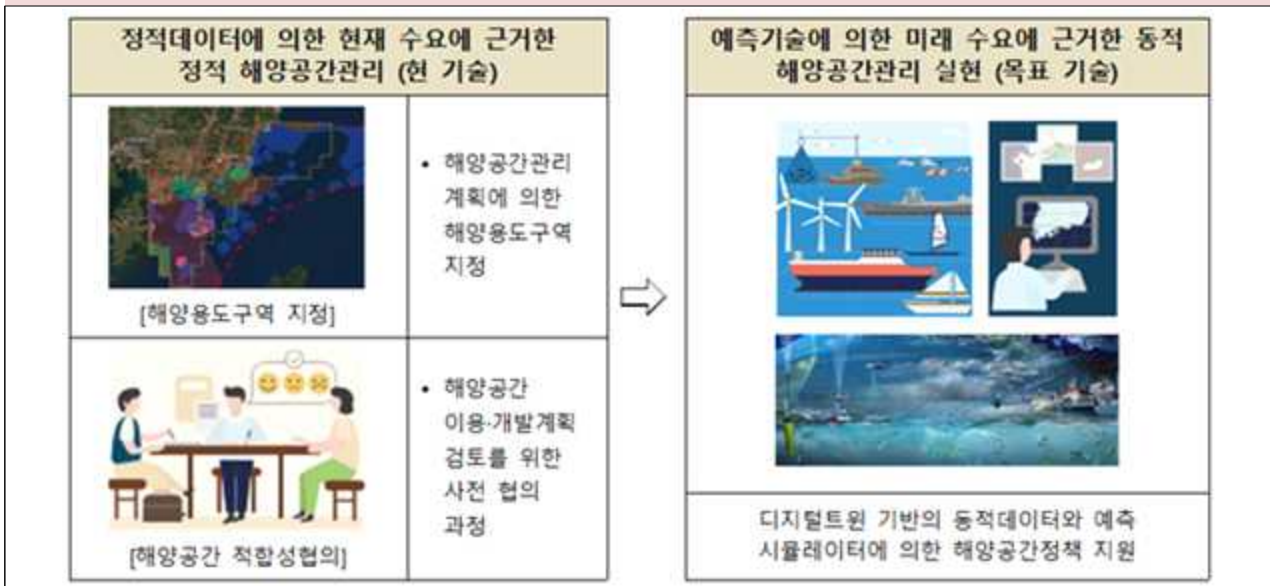 정적데이터에 의한 현재 수요에 근거한
정적 해양공간관리 (현 기술)
[해양용도구역 지정]
• 해양공간관리
계획에 의한
해양용도구역
지정
[해양공간 적합성협의]
• 해양공간
이용·개발계획
검토를 위한
사전 협의
과정
예측기술에 의한 미래 수요에 근거한 동적
해양공간관리 실현 (목표 기술)
디지털트윈 기반의 동적데이터와 예측
시뮬레이터에 의한 해양공간정책 지원